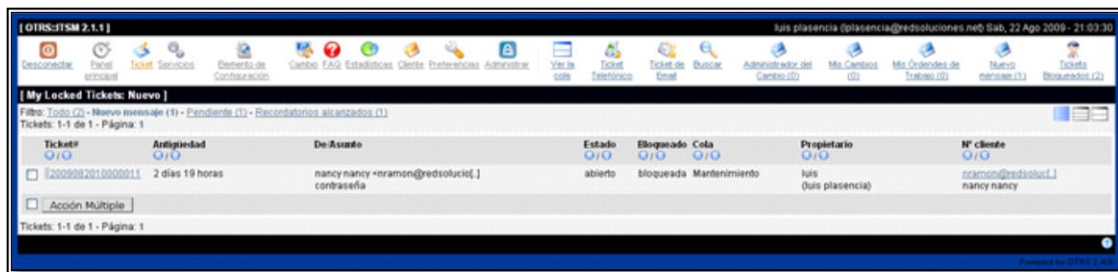 [ OTRS::ITSM 2.1.1 ] luis plasencia (lplasencia@redsoluciones.net) Sab, 22 Ago 2009 - 21:03:30
Desconectar Panel principal Ticket Servicios Elemento de Configuración Cambio FAQ Estadísticas Cliente Preferencias Administrar Ver la cola Ticket Telefónico Ticket de Email Buscar Administrador del Cambio (0) Mis Cambios (0) Mis Órdendes de Trabajo (0) Nuevo mensaje (1) Tickets Bloqueados (2)
[ My Locked Tickets: Nuevo ]
Filtro: Todo (2) - Nuevo mensaje (1) - Pendiente (1) - Recordatorios alcanzados (1)
Tickets: 1-1 de 1 - Página: 1
Ticket# Antigüedad De/Asunto Estado Bloqueado Cola Propietario Nº cliente
2009082010000011 2 días 19 horas nancy nancy <nramon@redsolucio[..] abierto bloqueada Mantenimiento luis nramon@redsoluc[..]
contraseña (luis plasencia) nancy nancy
Acción Múltiple
Tickets: 1-1 de 1 - Página: 1